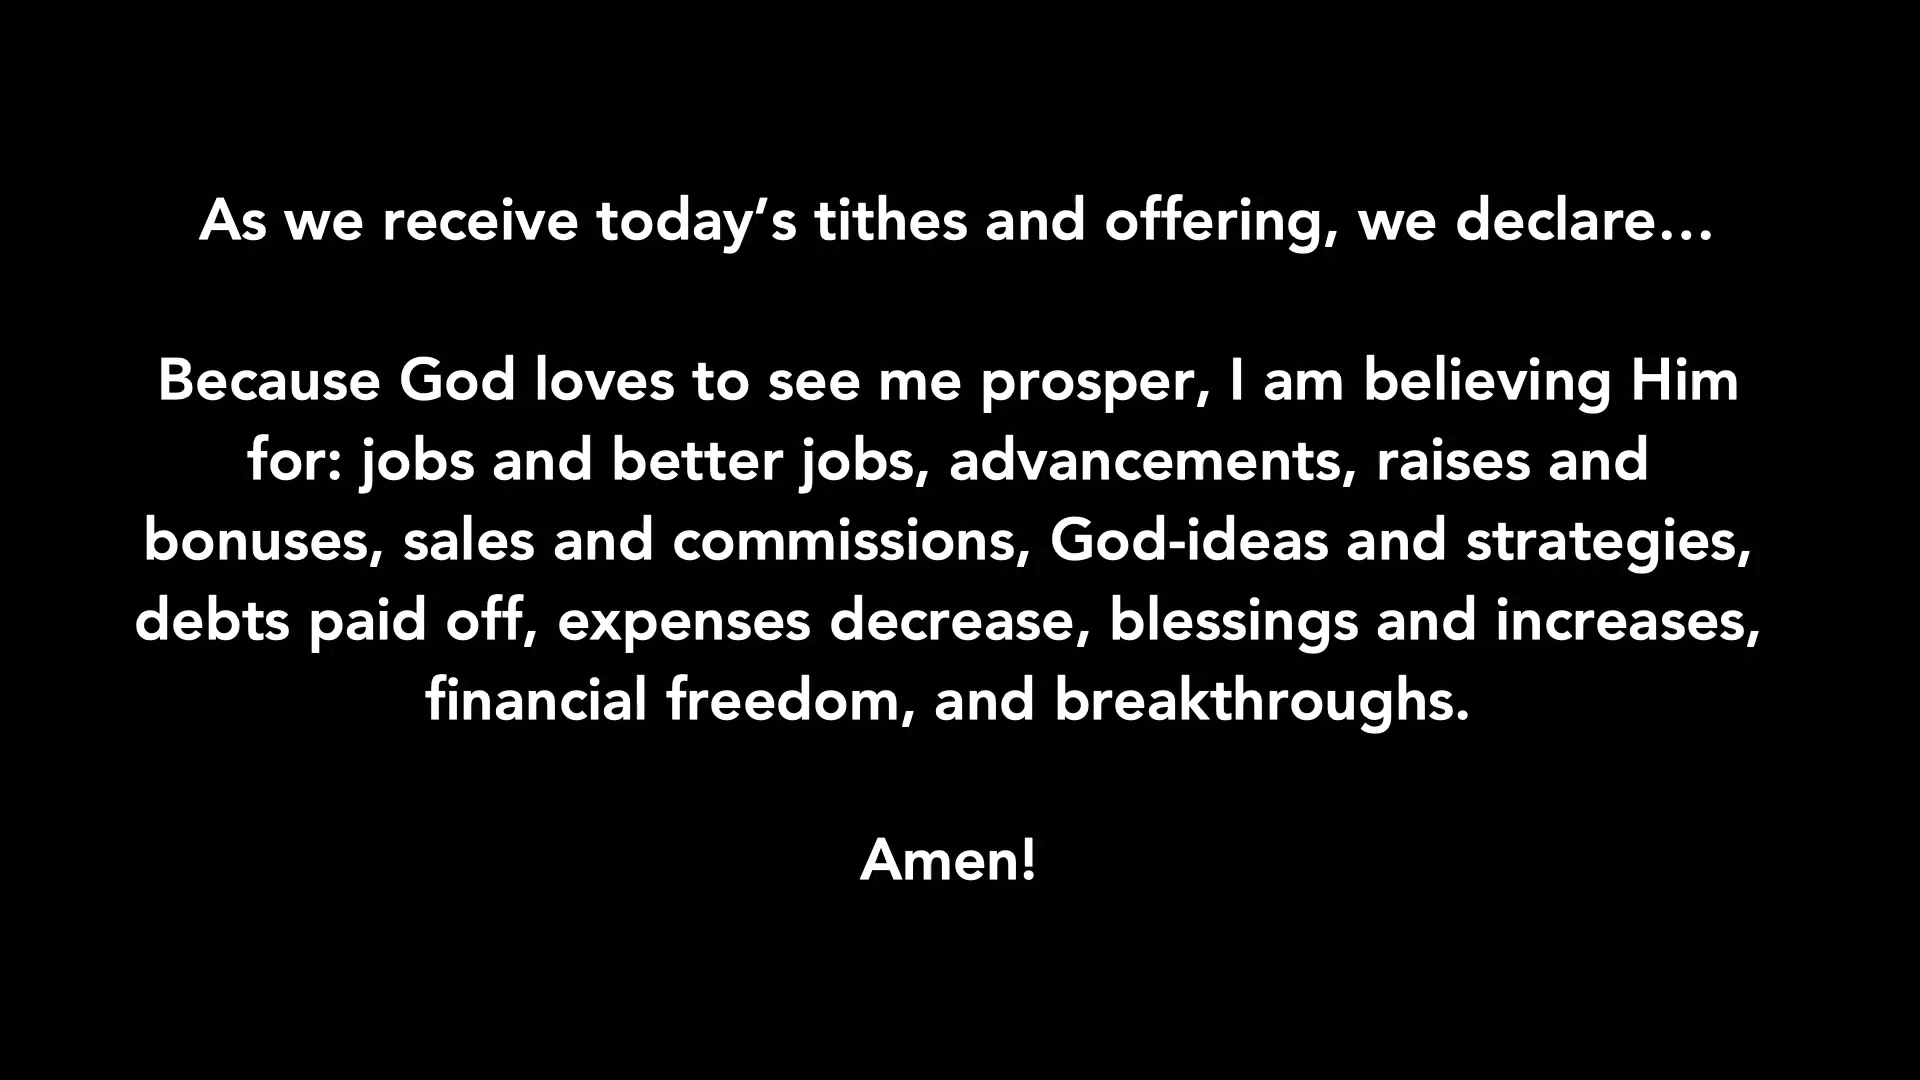 As we receive today’s tithes and offering, we declare…
Because God loves to see me prosper, I am believing Him
for: jobs and better jobs, advancements, raises and
bonuses, sales and commissions, God-ideas and strategies,
debts paid off, expenses decrease, blessings and increases,
financial freedom, and breakthroughs.
Amen!